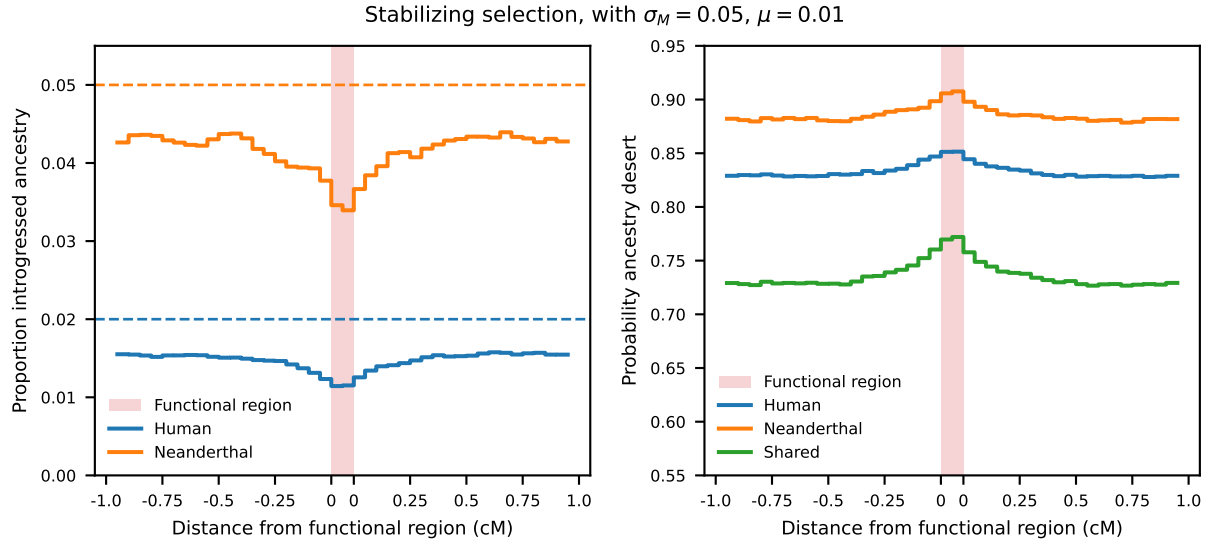 Stabilizing selection, with σ_M = 0.05, μ = 0.01
Proportion introgressed ancestry
0.05
0.04
0.03
0.02
0.01
0.00
Functional region
Human
Neanderthal
-1.0 -0.75 -0.5 -0.25 0 0 0.25 0.5 0.75 1.0
Distance from functional region (cM)
Probability ancestry desert
0.95
0.90
0.85
0.80
0.75
0.70
0.65
0.60
0.55
Functional region
Human
Neanderthal
Shared
-1.0 -0.75 -0.5 -0.25 0 0 0.25 0.5 0.75 1.0
Distance from functional region (cM)